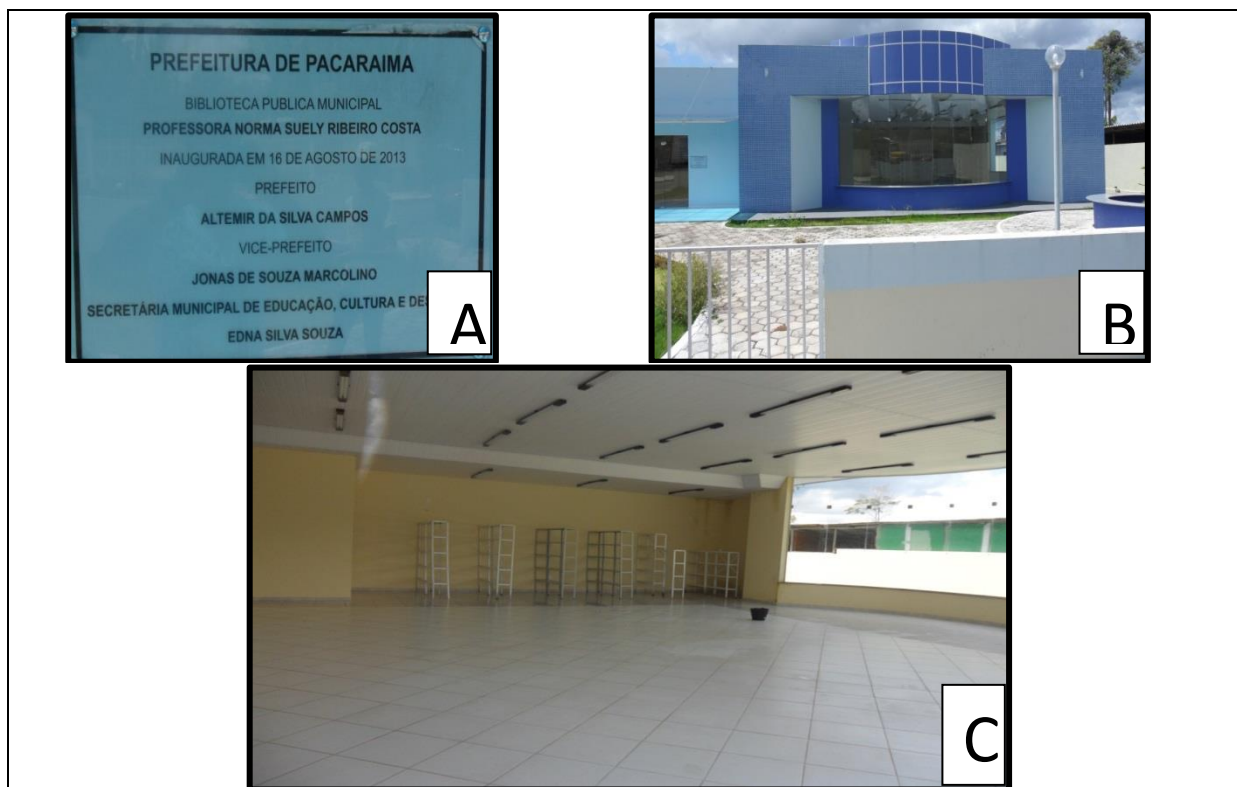 PREFEITURA DE PACARAIMA
BIBLIOTECA PUBLICA MUNICIPAL
PROFESSORA NORMA SUELY RIBEIRO COSTA
INAUGURADA EM 16 DE AGOSTO DE 2013
PREFEITO
ALTEMIR DA SILVA CAMPOS
VICE-PREFEITO
JONAS DE SOUZA MARCOLINO
SECRETÁRIA MUNICIPAL DE EDUCAÇÃO, CULTURA E
EDNA SILVA SOUZA
A
B
C